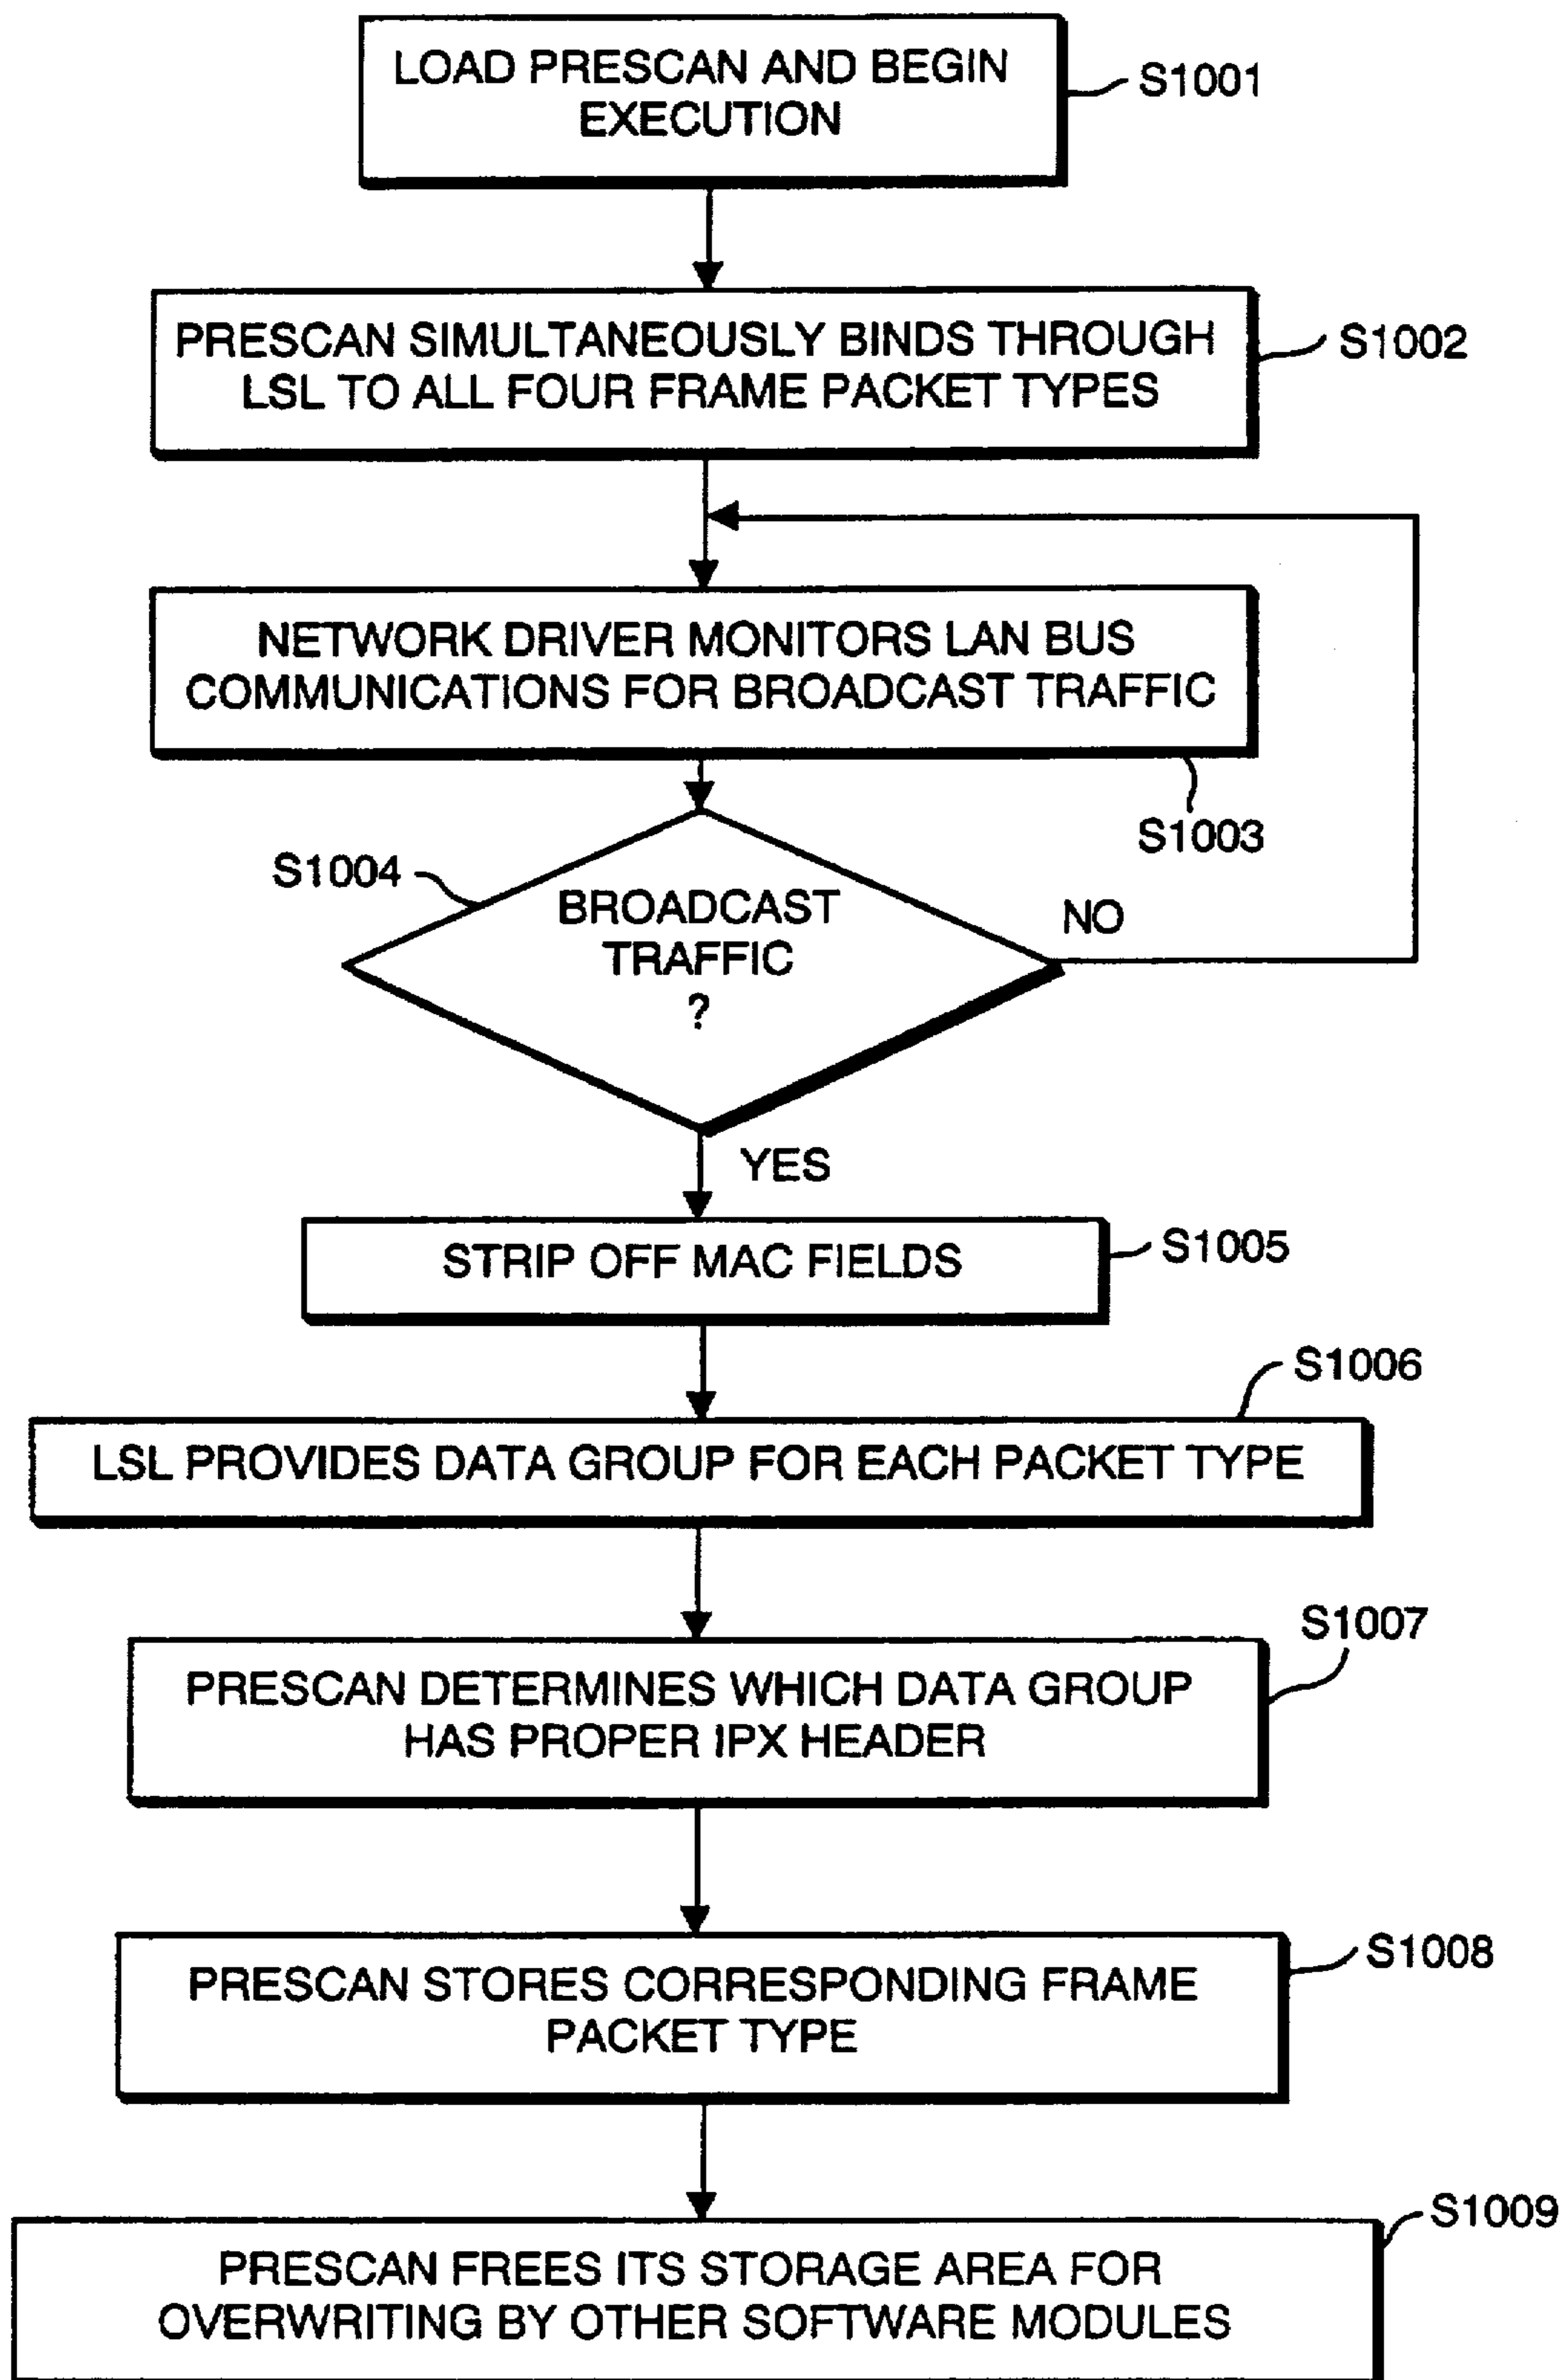 LOAD PRESCAN AND BEGIN
EXECUTION
S1001
PRESCAN SIMULTANEOUSLY BINDS THROUGH
LSL TO ALL FOUR FRAME PACKET TYPES
S1002
NETWORK DRIVER MONITORS LAN BUS
COMMUNICATIONS FOR BROADCAST TRAFFIC
S1003
S1004
BROADCAST
TRAFFIC
?
NO
YES
STRIP OFF MAC FIELDS
S1005
S1006
LSL PROVIDES DATA GROUP FOR EACH PACKET TYPE
S1007
PRESCAN DETERMINES WHICH DATA GROUP
HAS PROPER IPX HEADER
S1008
PRESCAN STORES CORRESPONDING FRAME
PACKET TYPE
S1009
PRESCAN FREES ITS STORAGE AREA FOR
OVERWRITING BY OTHER SOFTWARE MODULES